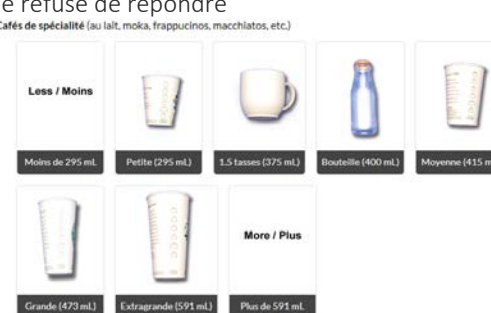 e refuse de répondre
Cafés de spécialité (au lait, moka, frappucinos, macchiatos, etc.)
Less / Moins
Moins de 295 mL
Petite (295 mL)
1.5 tasses (375 mL)
Bouteille (400 mL)
Moyenne (415 mL
More / Plus
Grande (473 mL)
Extragrande (591 mL)
Plus de 591 mL